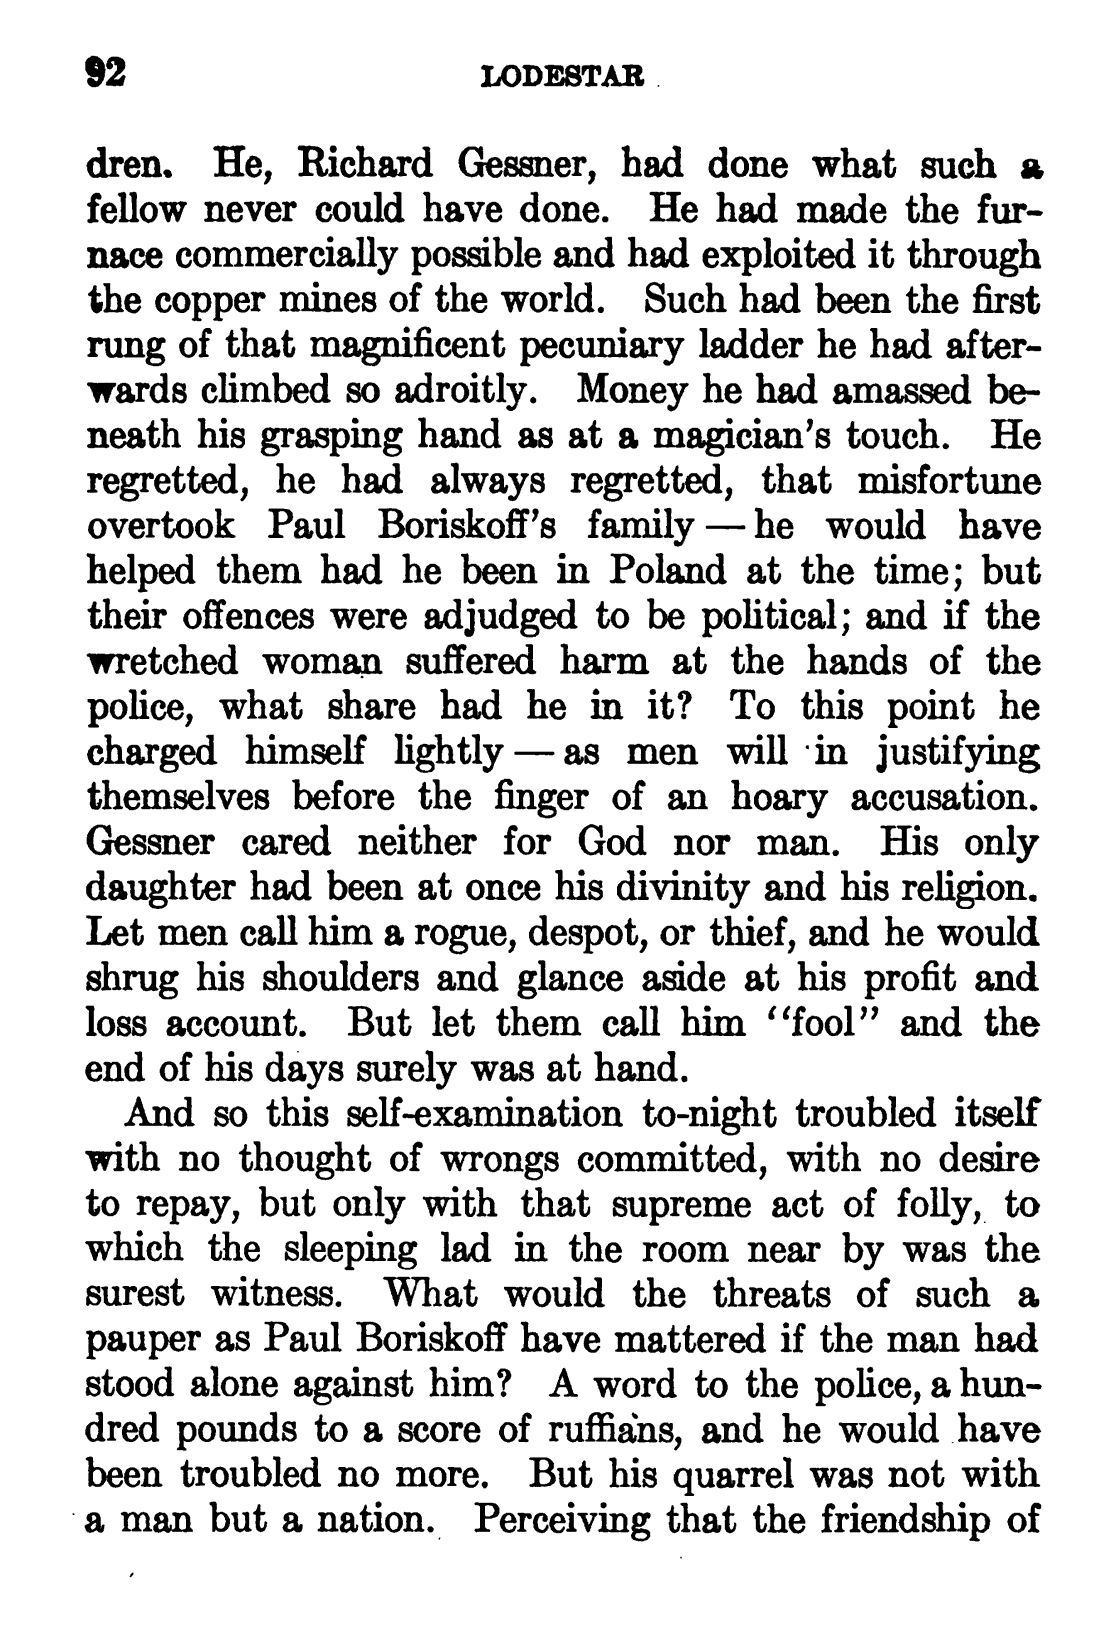 92 LODESTAR
dren. He, Richard Gessner, had done what such a
fellow never could have done. He had made the fur-
nace commercially possible and had exploited it through
the copper mines of the world. Such had been the first
rung of that magnificent pecuniary ladder he had after-
wards climbed so adroitly. Money he had amassed be-
neath his grasping hand as at a magician's touch. He
regretted, he had always regretted, that misfortune
overtook Paul Boriskoff's family — he would have
helped them had he been in Poland at the time; but
their offences were adjudged to be political; and if the
wretched woman suffered harm at the hands of the
police, what share had he in it? To this point he
charged himself lightly — as men will in justifying
themselves before the finger of an hoary accusation.
Gessner cared neither for God nor man. His only
daughter had been at once his divinity and his religion.
Let men call him a rogue, despot, or thief, and he would
shrug his shoulders and glance aside at his profit and
loss account. But let them call him "fool" and the
end of his days surely was at hand.
And so this self-examination to-night troubled itself
with no thought of wrongs committed, with no desire
to repay, but only with that supreme act of folly, to
which the sleeping lad in the room near by was the
surest witness. What would the threats of such a
pauper as Paul Boriskoff have mattered if the man had
stood alone against him? A word to the police, a hun-
dred pounds to a score of ruffians, and he would have
been troubled no more. But his quarrel was not with
a man but a nation. Perceiving that the friendship of